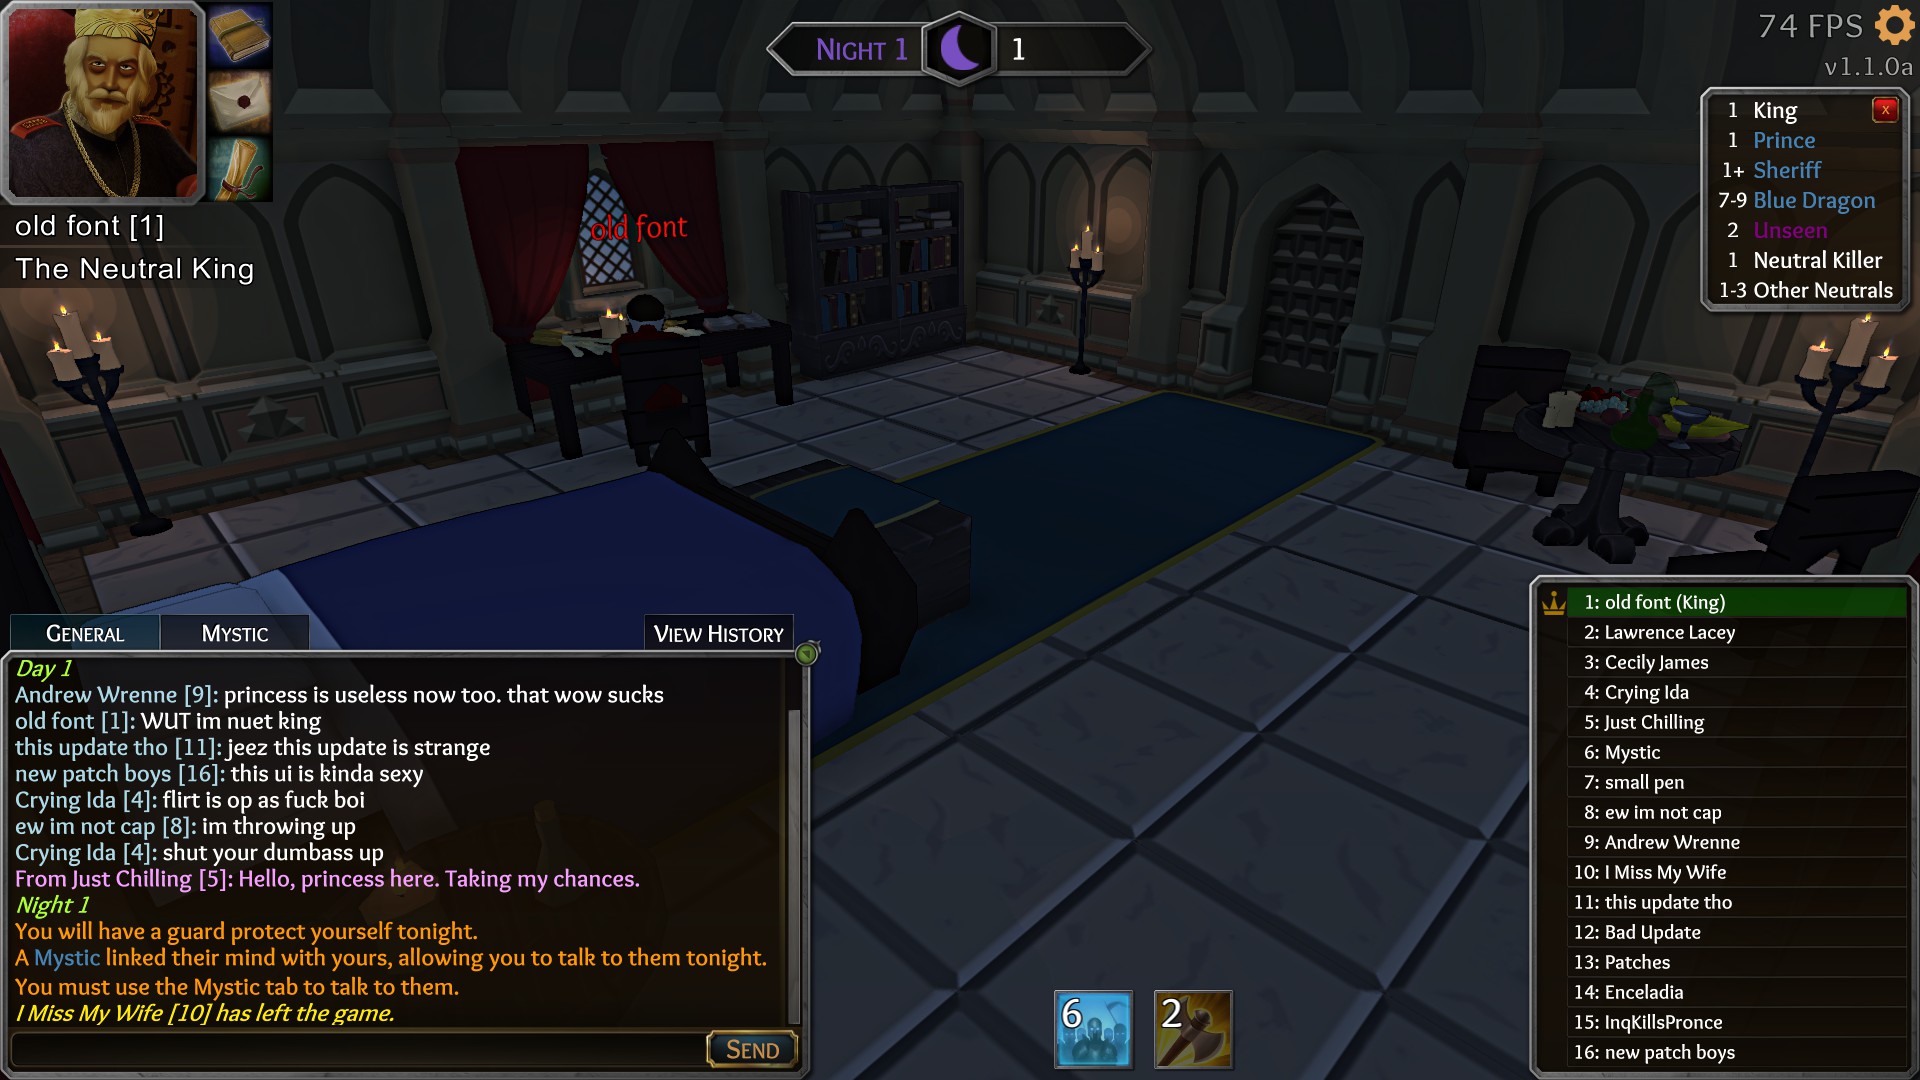 NIGHT 1
1
74 FPS
v1.1.0a
old font [1]
The Neutral King
old font
1 King
X
1 Prince
1+ Sheriff
7-9 Blue Dragon
2 Unseen
1 Neutral Killer
1-3 Other Neutrals
GENERAL
MYSTIC
VIEW HISTORY
Day 1
Andrew Wrenne [9]: princess is useless now too. that wow sucks
old font [1]: WUT im nuet king
this update tho [11]: jeez this update is strange
new patch boys [16]: this ui is kinda sexy
Crying Ida [4]: flirt is op as fuck boi
ew im not cap [8]: im throwing up
Crying Ida [4]: shut your dumbass up
From Just Chilling [5]: Hello, princess here. Taking my chances.
Night 1
You will have a guard protect yourself tonight.
A Mystic linked their mind with yours, allowing you to talk to them tonight.
You must use the Mystic tab to talk to them.
I Miss My Wife [10] has left the game.
SEND
6
2
1: old font (King)
2: Lawrence Lacey
3: Cecily James
4: Crying Ida
5: Just Chilling
6: Mystic
7: small pen
8: ew im not cap
9: Andrew Wrenne
10: I Miss My Wife
11: this update tho
12: Bad Update
13: Patches
14: Enceladia
15: InqKillsPronce
16: new patch boys